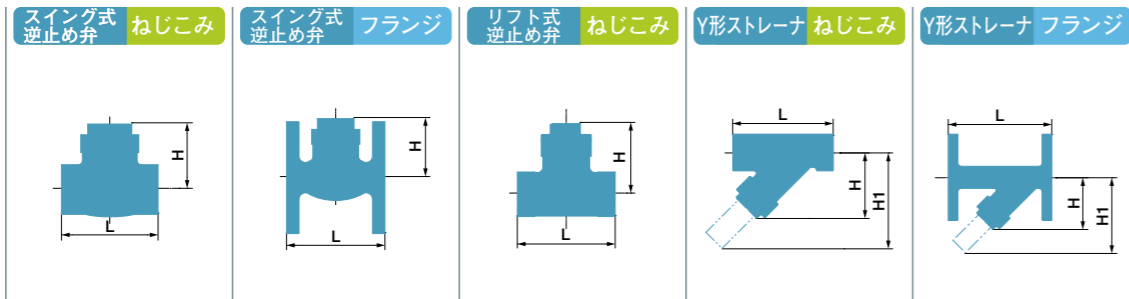 スイング式
逆止め弁
ねじこみ
H
L
スイング式
逆止め弁
フランジ
H
L
リフト式
逆止め弁
ねじこみ
H
L
Y形ストレーナ
ねじこみ
L
H
H1
Y形ストレーナ
フランジ
L
H
H1